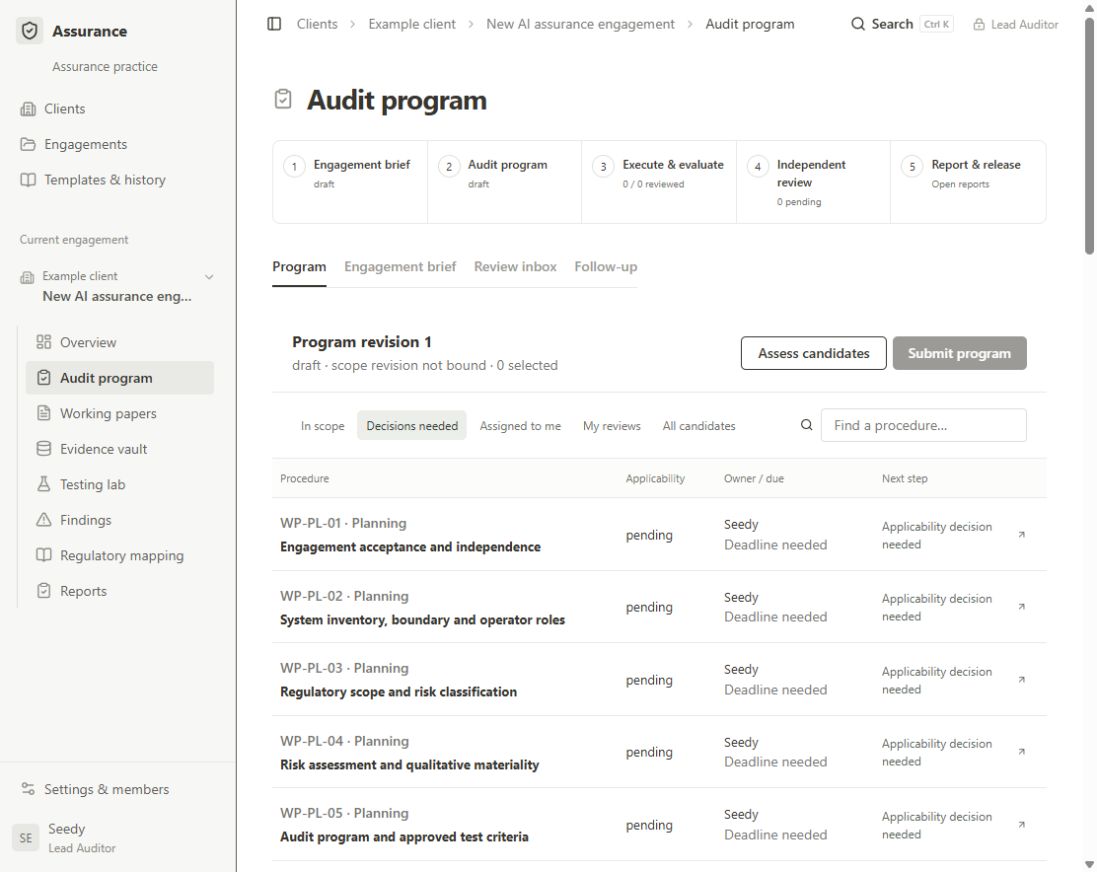 Assurance
Assurance practice
Clients
Engagements
Templates & history
Current engagement
Example client
New AI assurance eng...
Overview
Audit program
Working papers
Evidence vault
Testing lab
Findings
Regulatory mapping
Reports
Settings & members
SE
Seedy
Lead Auditor
Clients > Example client > New AI assurance engagement > Audit program
Search Ctrl K
Lead Auditor
Audit program
1 Engagement brief
draft
2 Audit program
draft
3 Execute & evaluate
0 / 0 reviewed
4 Independent
review
0 pending
5 Report & release
Open reports
Program Engagement brief Review inbox Follow-up
Program revision 1
draft · scope revision not bound · 0 selected
Assess candidates
Submit program
In scope Decisions needed Assigned to me My reviews All candidates
Find a procedure...
Procedure Applicability Owner / due Next step
WP-PL-01 · Planning
Engagement acceptance and independence
pending
Seedy
Deadline needed
Applicability decision
needed
WP-PL-02 · Planning
System inventory, boundary and operator roles
pending
Seedy
Deadline needed
Applicability decision
needed
WP-PL-03 · Planning
Regulatory scope and risk classification
pending
Seedy
Deadline needed
Applicability decision
needed
WP-PL-04 · Planning
Risk assessment and qualitative materiality
pending
Seedy
Deadline needed
Applicability decision
needed
WP-PL-05 · Planning
Audit program and approved test criteria
pending
Seedy
Deadline needed
Applicability decision
needed